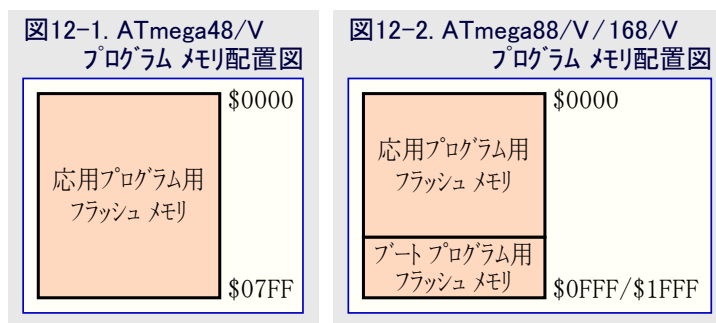 図12-1. ATmega48/V
ﾌﾟﾛｸﾞﾗﾑ ﾒﾓﾘ配置図
$0000
応用ﾌﾟﾛｸﾞﾗﾑ用
ﾌﾗｯｼｭ ﾒﾓﾘ
$07FF
図12-2. ATmega88/V/168/V
ﾌﾟﾛｸﾞﾗﾑ ﾒﾓﾘ配置図
$0000
応用ﾌﾟﾛｸﾞﾗﾑ用
ﾌﾗｯｼｭ ﾒﾓﾘ
ﾌﾞｰﾄ ﾌﾟﾛｸﾞﾗﾑ用
ﾌﾗｯｼｭ ﾒﾓﾘ
$0FFF/$1FFF